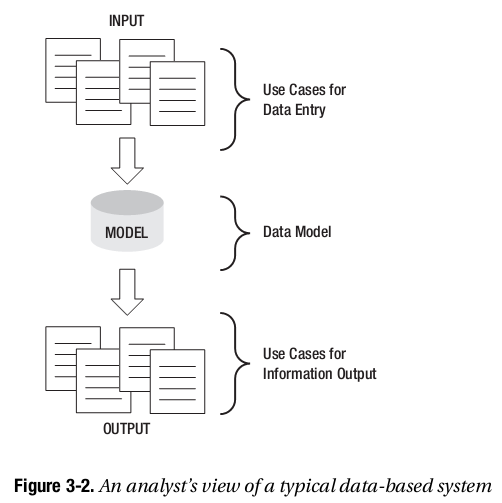 INPUT
Use Cases for
Data Entry
MODEL
Data Model
Use Cases for
Information Output
OUTPUT
Figure 3-2. An analyst's view of a typical data-based system